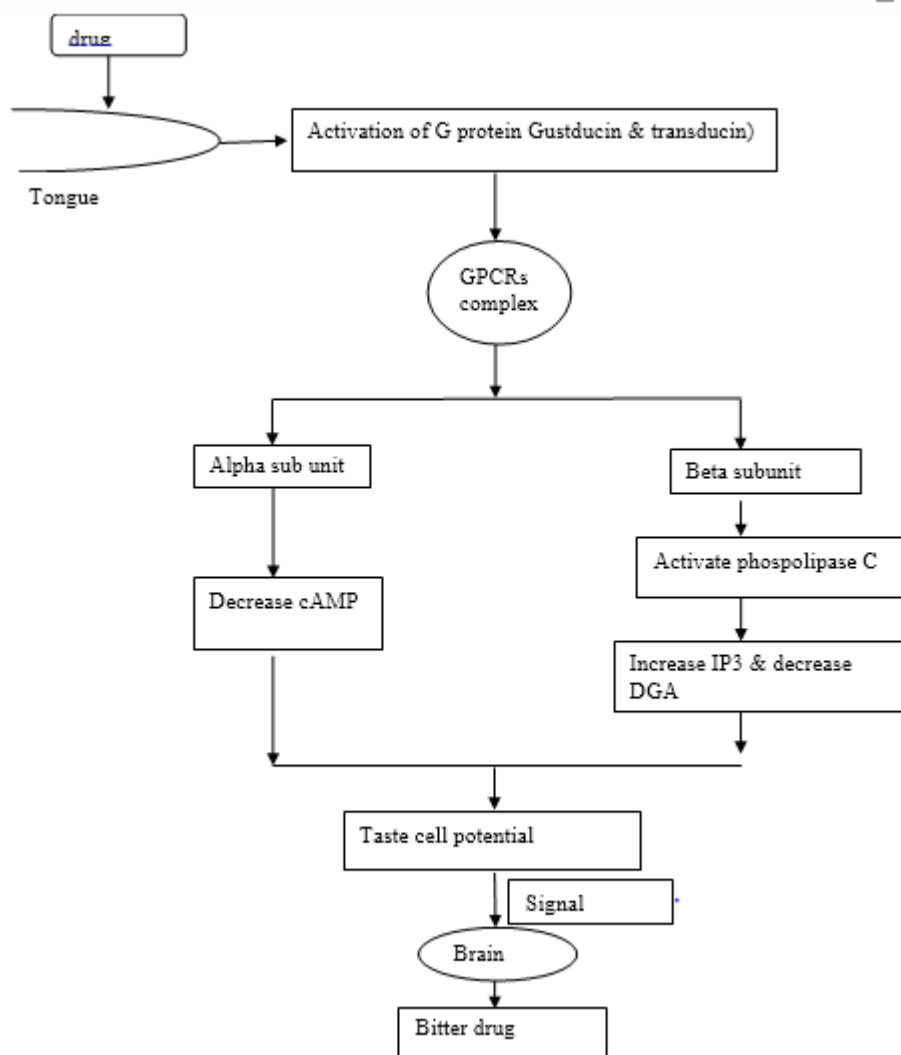 drug
Activation of G protein Gustducin & transducin)
Tongue
GPCRs
complex
Alpha sub unit
Beta subunit
Activate phospolipase C
Decrease cAMP
Increase IP3 & decrease
DGA
Taste cell potential
Signal
Brain
Bitter drug